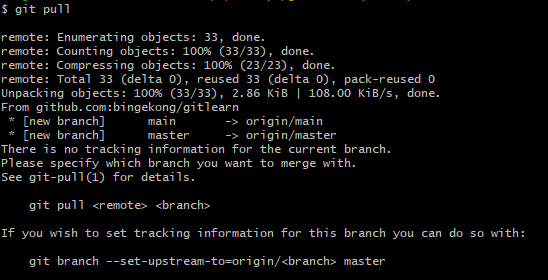 $ git pull
remote: Enumerating objects: 33, done.
remote: Counting objects: 100% (33/33), done.
remote: Compressing objects: 100% (23/23), done.
remote: Total 33 (delta 0), reused 33 (delta 0), pack-reused 0
Unpacking objects: 100% (33/33), 2.86 KiB | 108.00 KiB/s, done.
From github.com:bingekong/gitlearn
 * [new branch]      main       -> origin/main
 * [new branch]      master     -> origin/master
There is no tracking information for the current branch.
Please specify which branch you want to merge with.
See git-pull(1) for details.
    git pull <remote> <branch>
If you wish to set tracking information for this branch you can do so with:
    git branch --set-upstream-to=origin/<branch> master